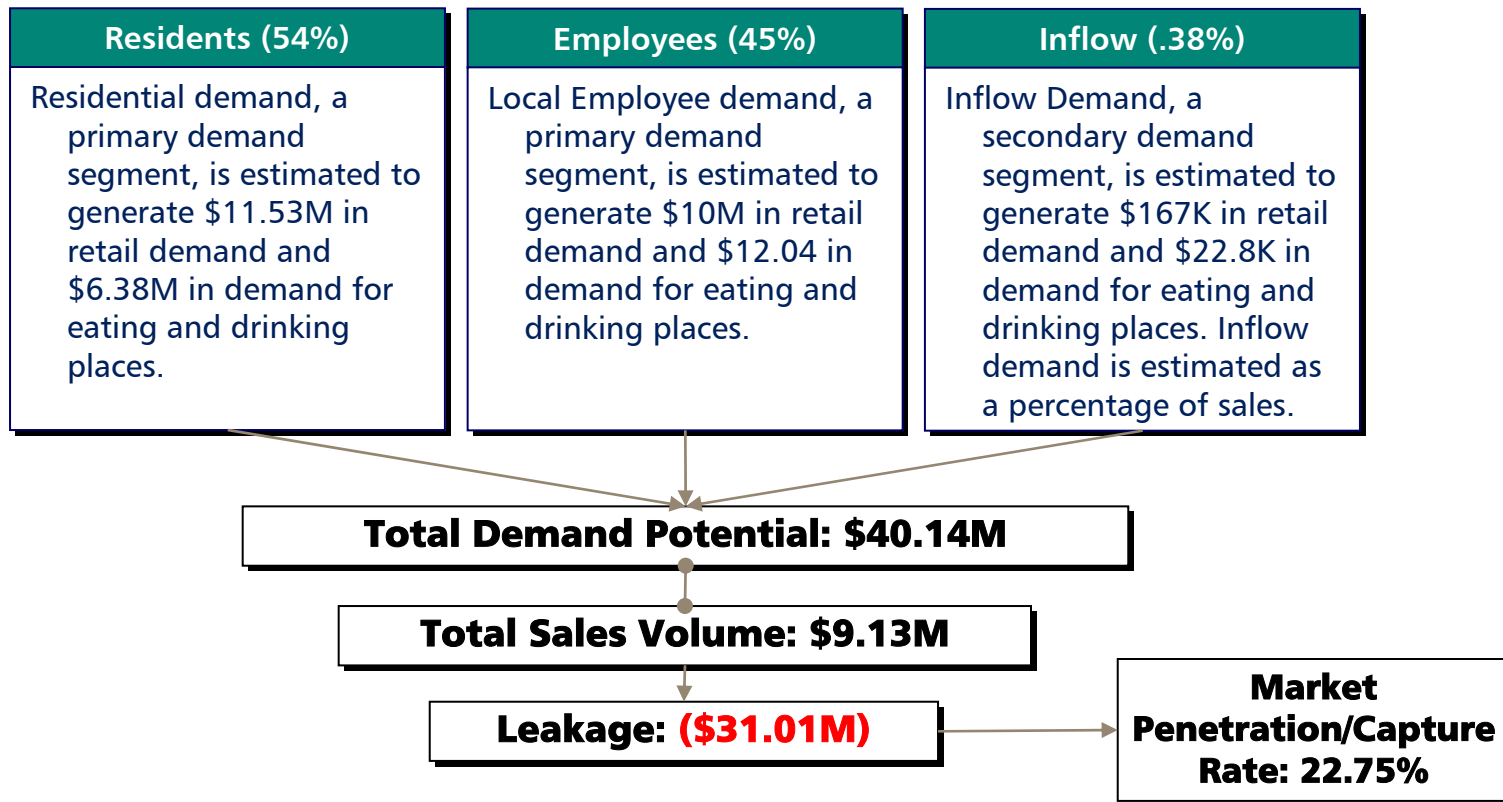 Residents (54%)
Residential demand, a
primary demand
segment, is estimated to
generate $11.53M in
retail demand and
$6.38M in demand for
eating and drinking
places.
Employees (45%)
Local Employee demand, a
primary demand
segment, is estimated to
generate $10M in retail
demand and $12.04 in
demand for eating and
drinking places.
Inflow (.38%)
Inflow Demand, a
secondary demand
segment, is estimated to
generate $167K in retail
demand and $22.8K in
demand for eating and
drinking places. Inflow
demand is estimated as
a percentage of sales.
Total Demand Potential: $40.14M
Total Sales Volume: $9.13M
Leakage: ($31.01M)
Market
Penetration/Capture
Rate: 22.75%